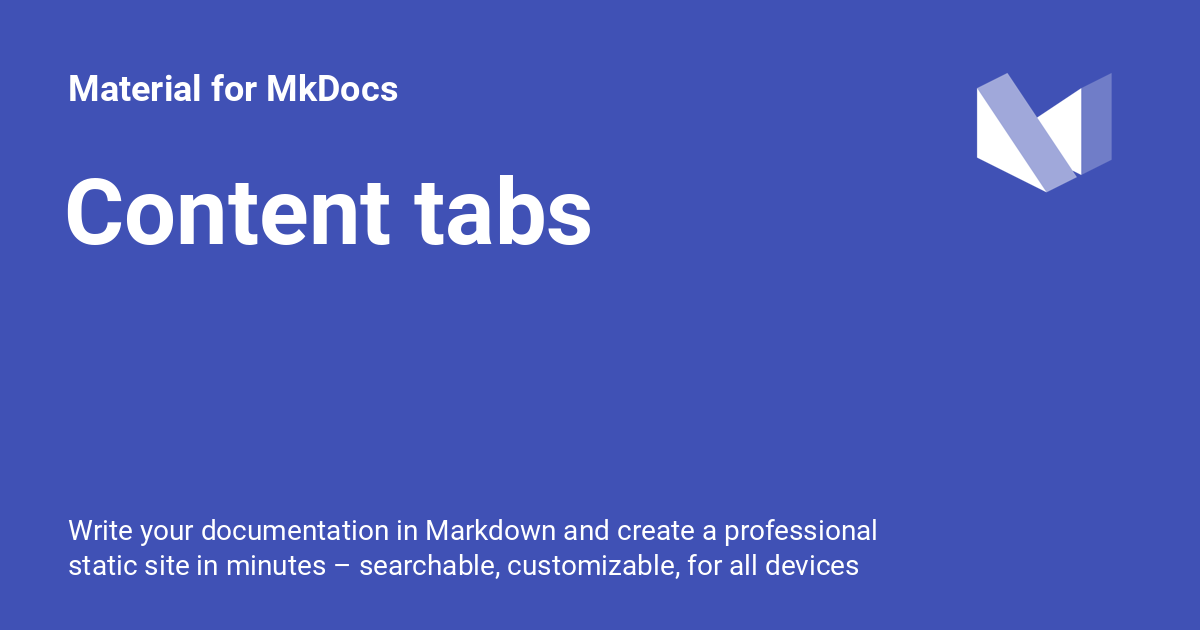 Material for MkDocs
Content tabs
Write your documentation in Markdown and create a professional
static site in minutes – searchable, customizable, for all devices